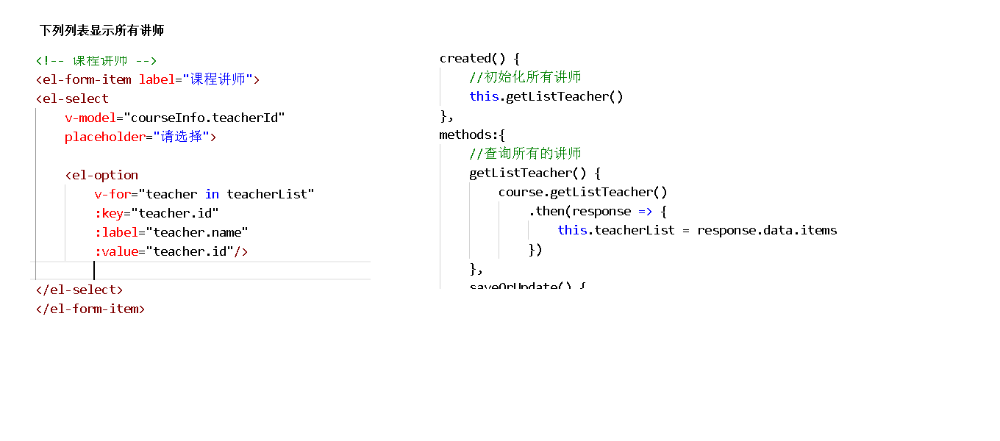 下列列表显示所有讲师
<!-- 课程讲师 -->
<el-form-item label="课程讲师">
<el-select
v-model="courseInfo.teacherId"
placeholder="请选择">
<el-option
v-for="teacher in teacherList"
:key="teacher.id"
:label="teacher.name"
:value="teacher.id"/>
</el-select>
</el-form-item>
created() {
//初始化所有讲师
this.getListTeacher()
},
methods:{
//查询所有的讲师
getListTeacher() {
course.getListTeacher()
.then(response => {
this.teacherList = response.data.items
})
},
saveOrUpdate() {